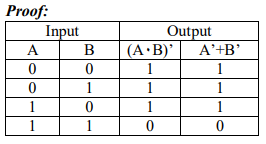 Proof:
Input Output
A B (A·B)’ A’+B’
0 0 1 1
0 1 1 1
1 0 1 1
1 1 0 0